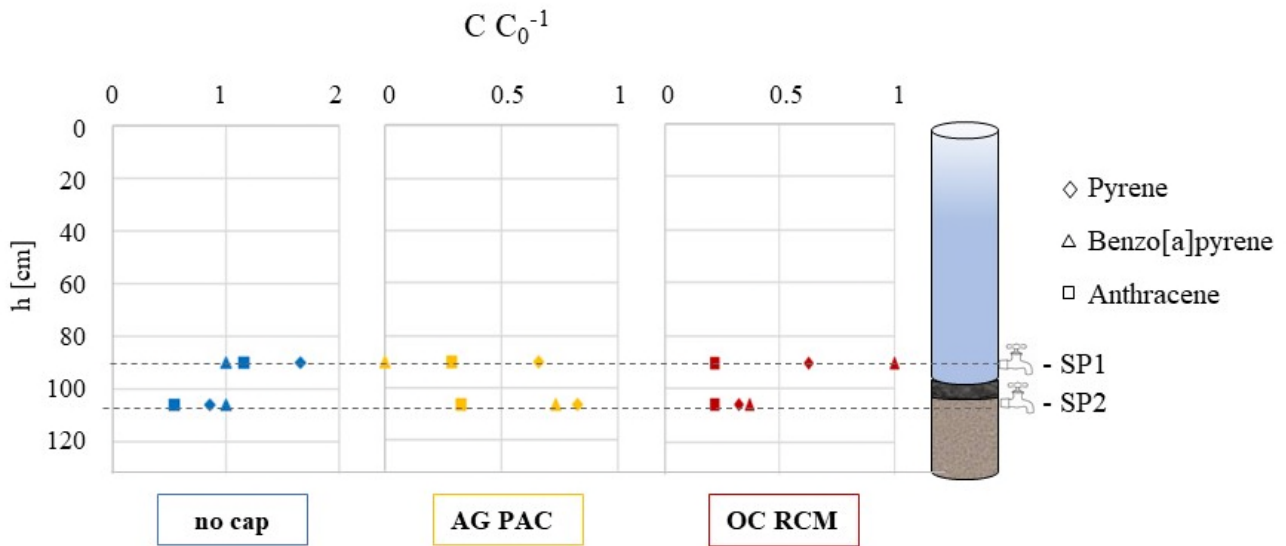 C C₀⁻¹
0 1 2 0 0.5 1 0 0.5 1
0
20
40
60
80
100
120
h [cm]
Pyrene
Benzo[a]pyrene
Anthracene
- SP1
- SP2
no cap AG PAC OC RCM